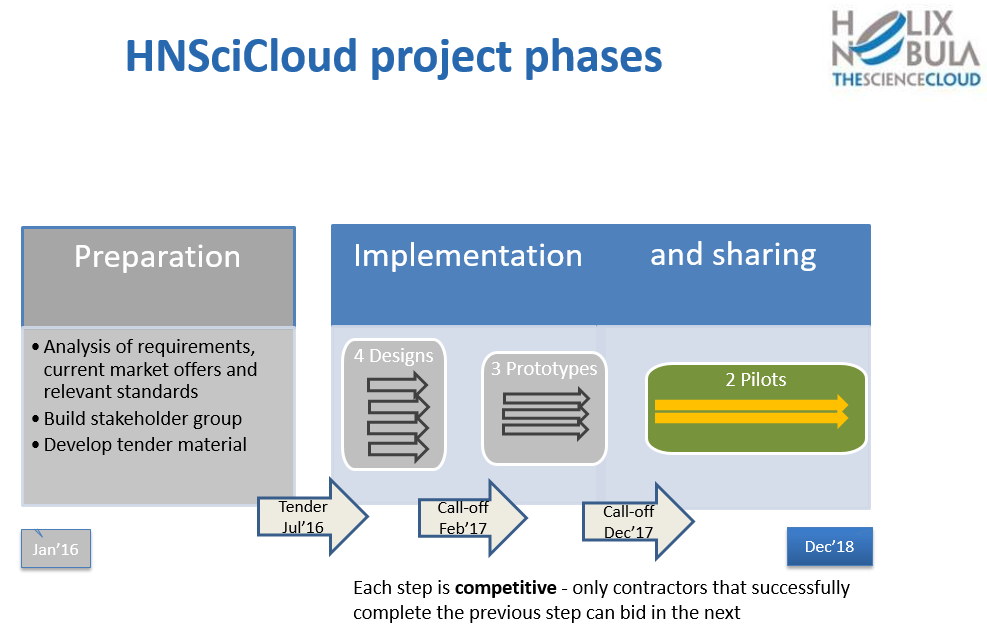 HNSciCloud project phases
HELIX
NEBULA
THESCIENCECLOUD
Preparation
• Analysis of requirements,
current market offers and
relevant standards
• Build stakeholder group
• Develop tender material
Implementation
and sharing
4 Designs
3 Prototypes
2 Pilots
Tender
Jul’16
Call-off
Feb’17
Call-off
Dec’17
Jan’16
Dec’18
Each step is competitive - only contractors that successfully
complete the previous step can bid in the next